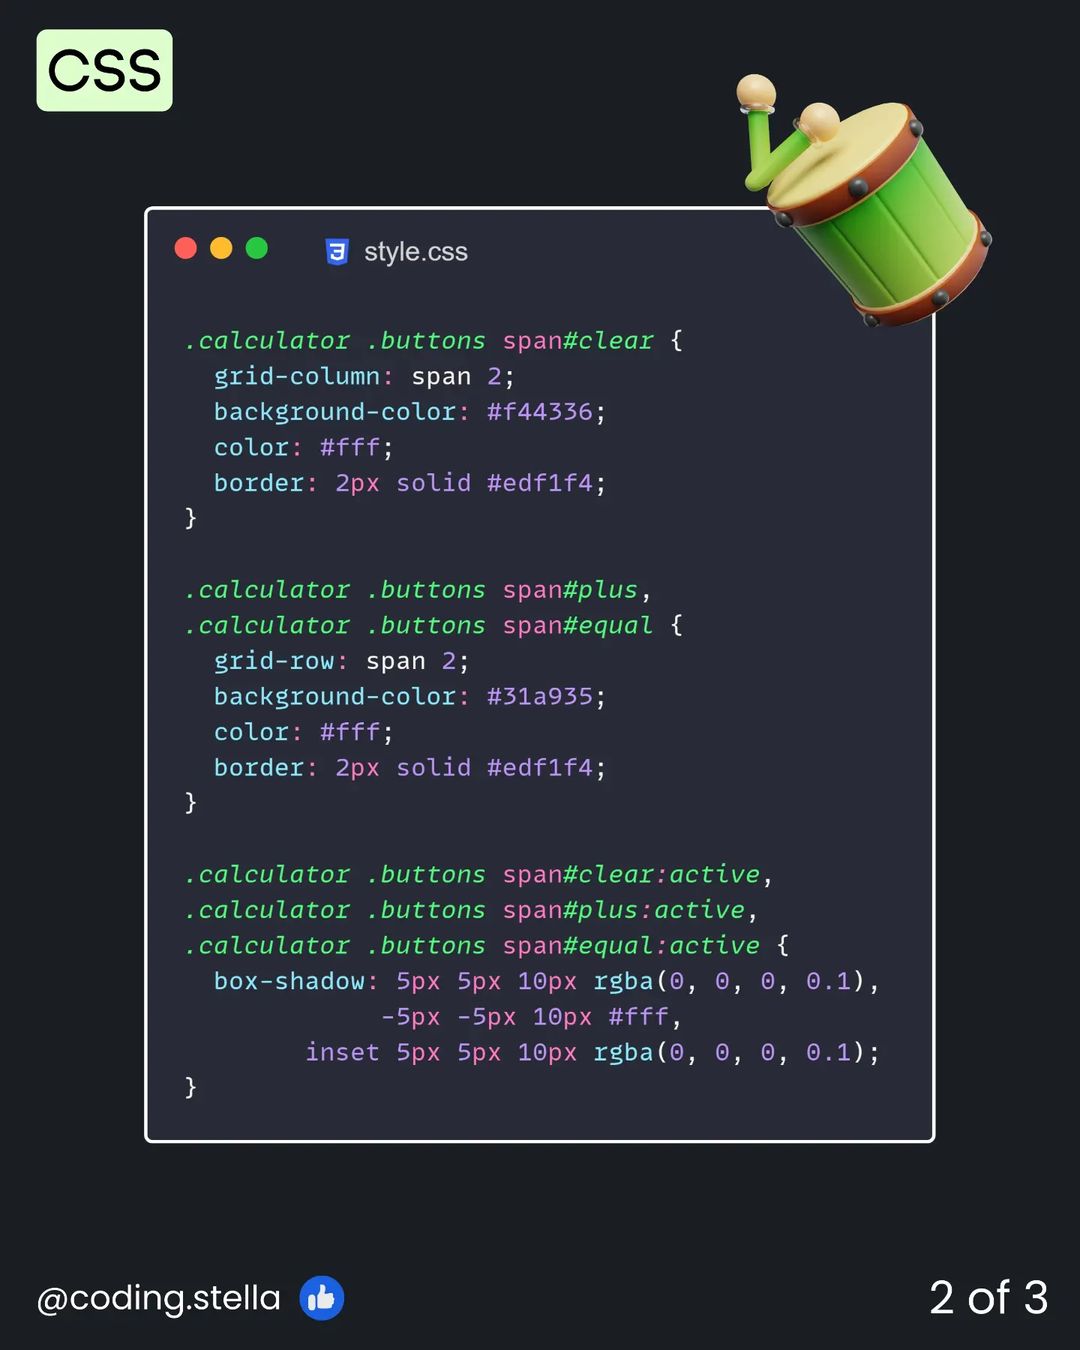 CSS
style.css
.calculator .buttons span#clear {
  grid-column: span 2;
  background-color: #f44336;
  color: #fff;
  border: 2px solid #edf1f4;
}
.calculator .buttons span#plus,
.calculator .buttons span#equal {
  grid-row: span 2;
  background-color: #31a935;
  color: #fff;
  border: 2px solid #edf1f4;
}
.calculator .buttons span#clear:active,
.calculator .buttons span#plus:active,
.calculator .buttons span#equal:active {
  box-shadow: 5px 5px 10px rgba(0, 0, 0, 0.1),
             -5px -5px 10px #fff,
        inset 5px 5px 10px rgba(0, 0, 0, 0.1);
}
@coding.stella
2 of 3